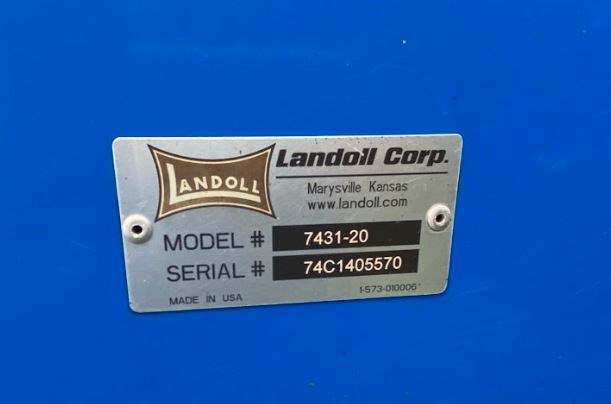 LANDOLL
Landoll Corp.
Marysville Kansas
www.landoll.com
MODEL # 7431-20
SERIAL # 74C1405570
MADE IN USA
1-573-010006